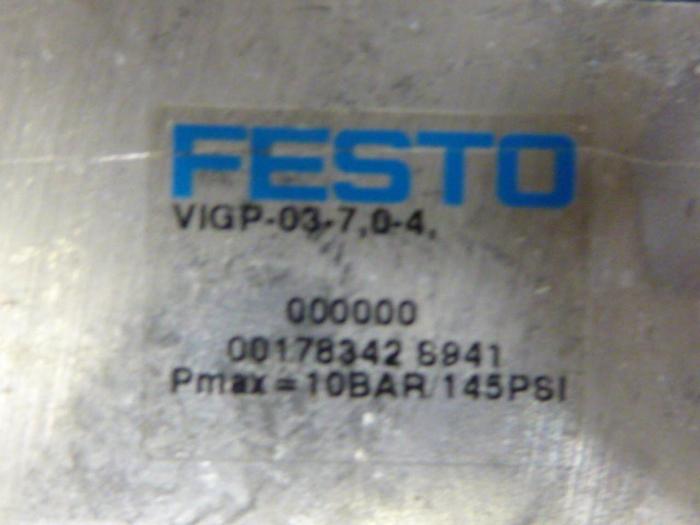 FESTO
VIGP-03-7,0-4,
000000
00178342 S941
Pmax=10BAR/145PSI